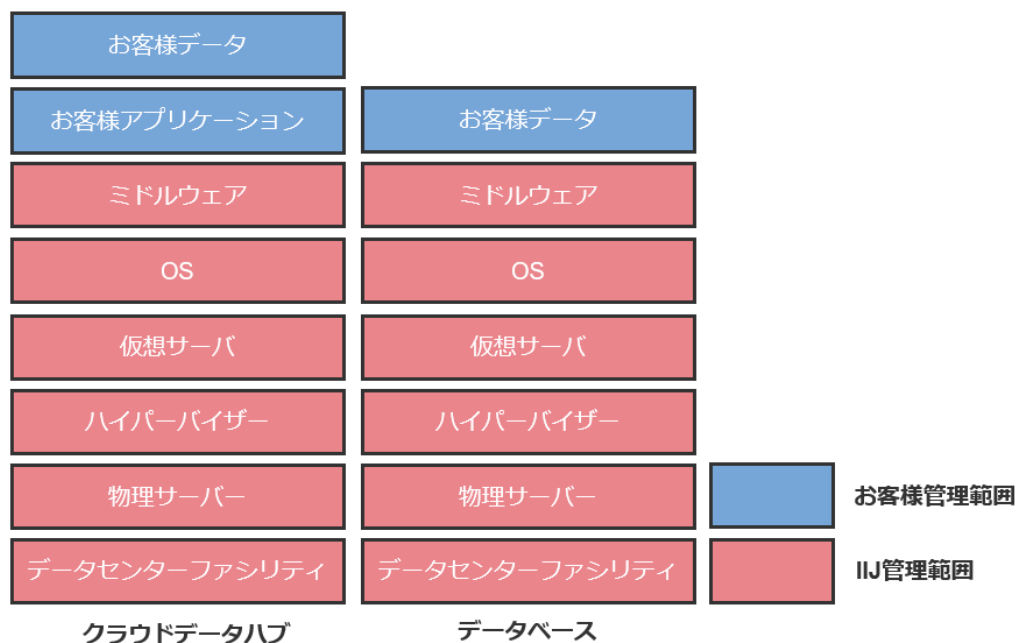 お客様データ
お客様アプリケーション
お客様データ
ミドルウェア
ミドルウェア
OS
OS
仮想サーバ
仮想サーバ
ハイパーバイザー
ハイパーバイザー
物理サーバー
物理サーバー
お客様管理範囲
データセンターファシリティ
データセンターファシリティ
IIJ管理範囲
クラウドデータハブ
データベース